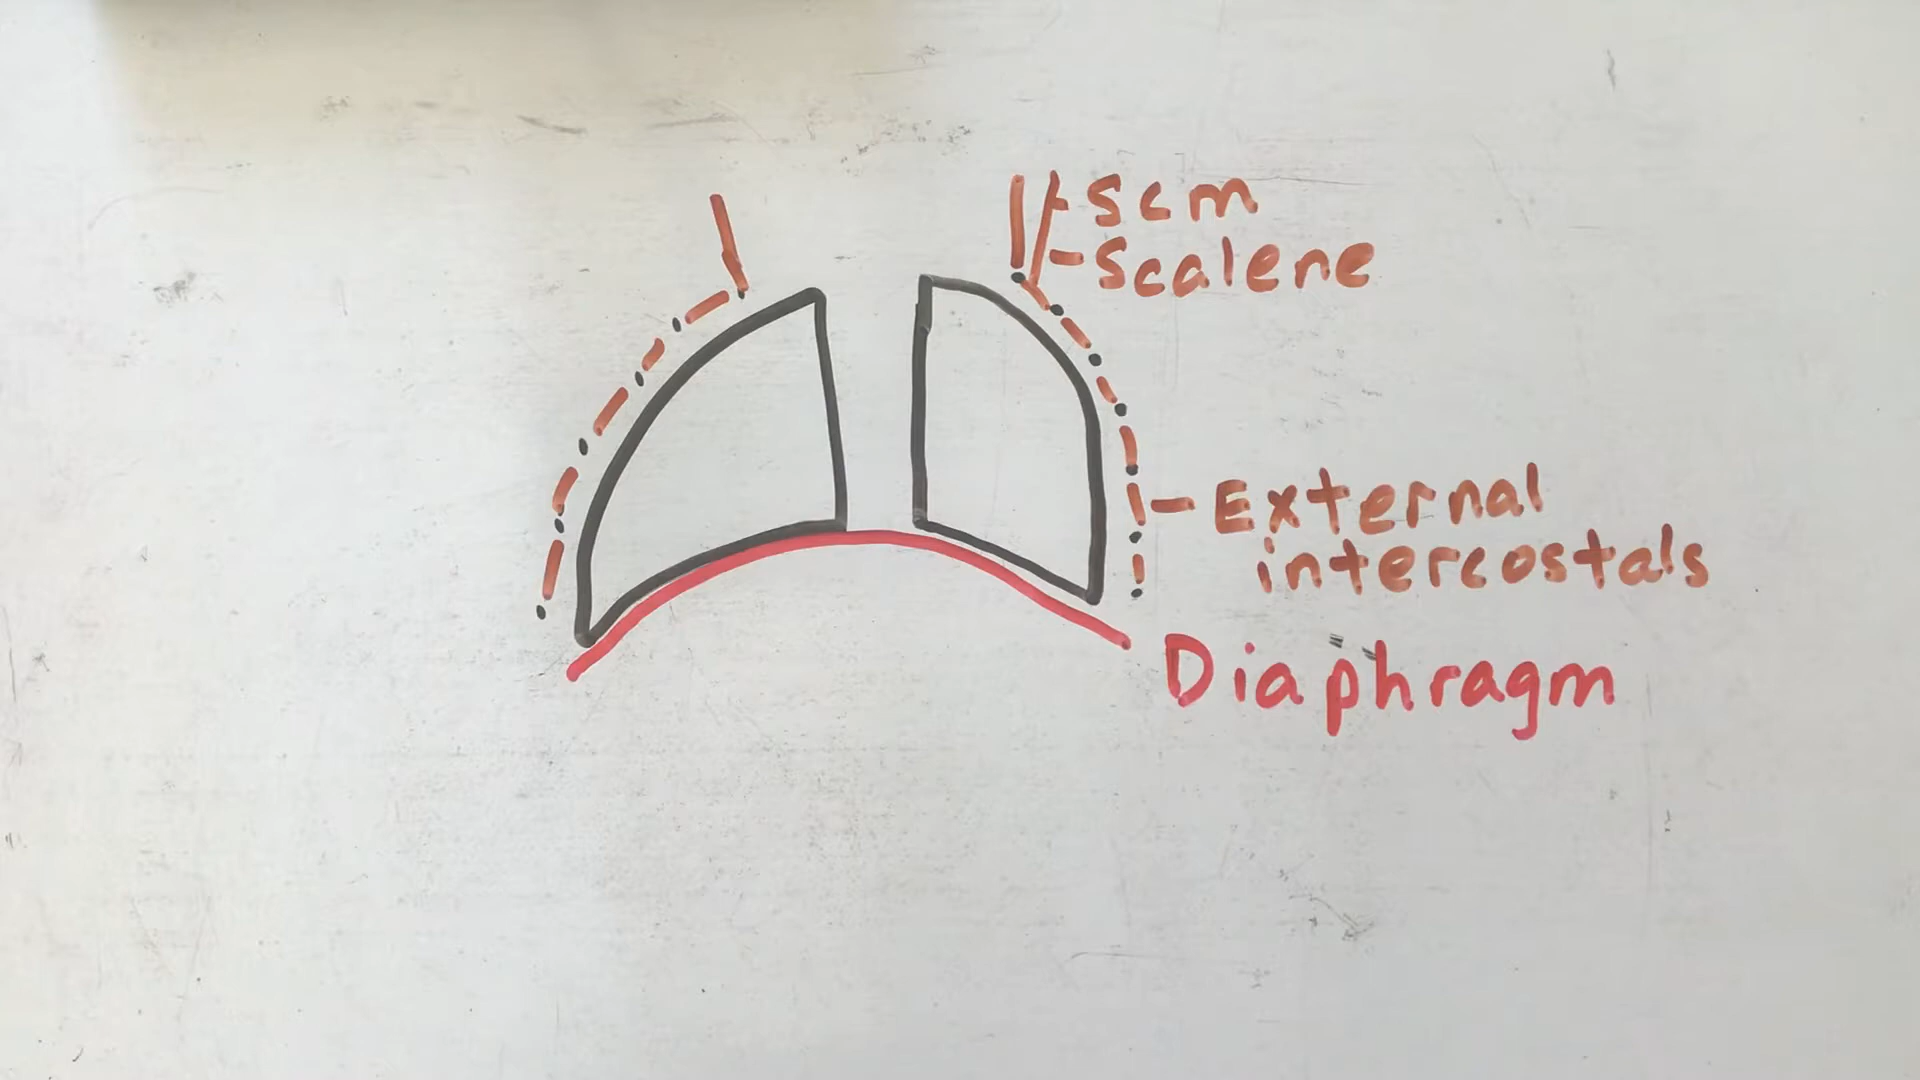 Scm
Scalene
External
intercostals
Diaphragm